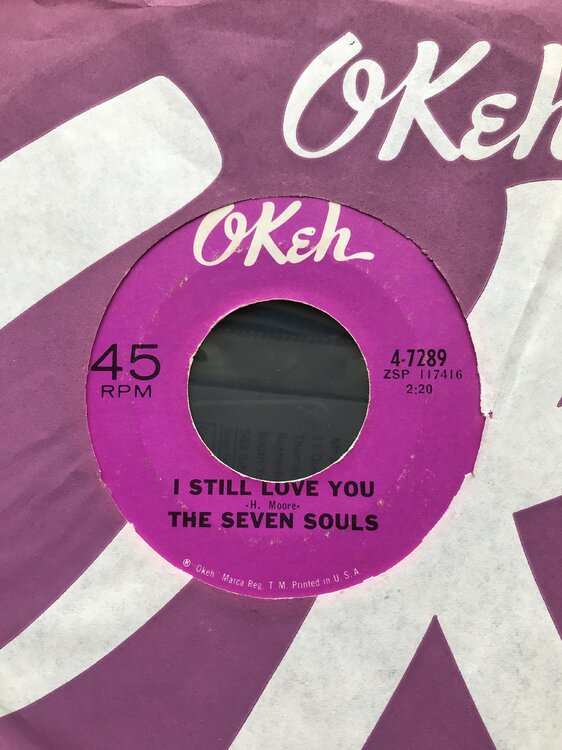 OKeh
OKeh
45
RPM
4-7289
ZSP 117416
2:20
I STILL LOVE YOU
-H. Moore-
THE SEVEN SOULS
® "Okeh" Marca Reg. T. M. Printed in U. S. A.